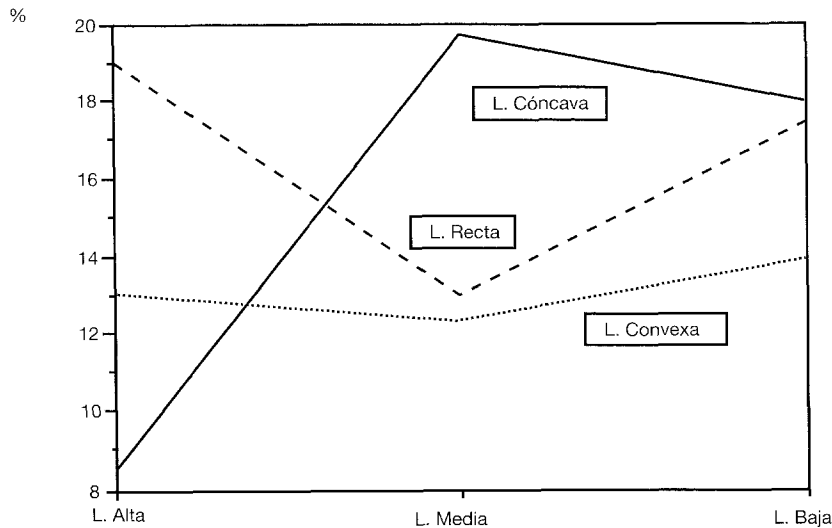 %
20
18
16
14
12
10
8
L. Cóncava
L. Recta
L. Convexa
L. Alta
L. Media
L. Baja